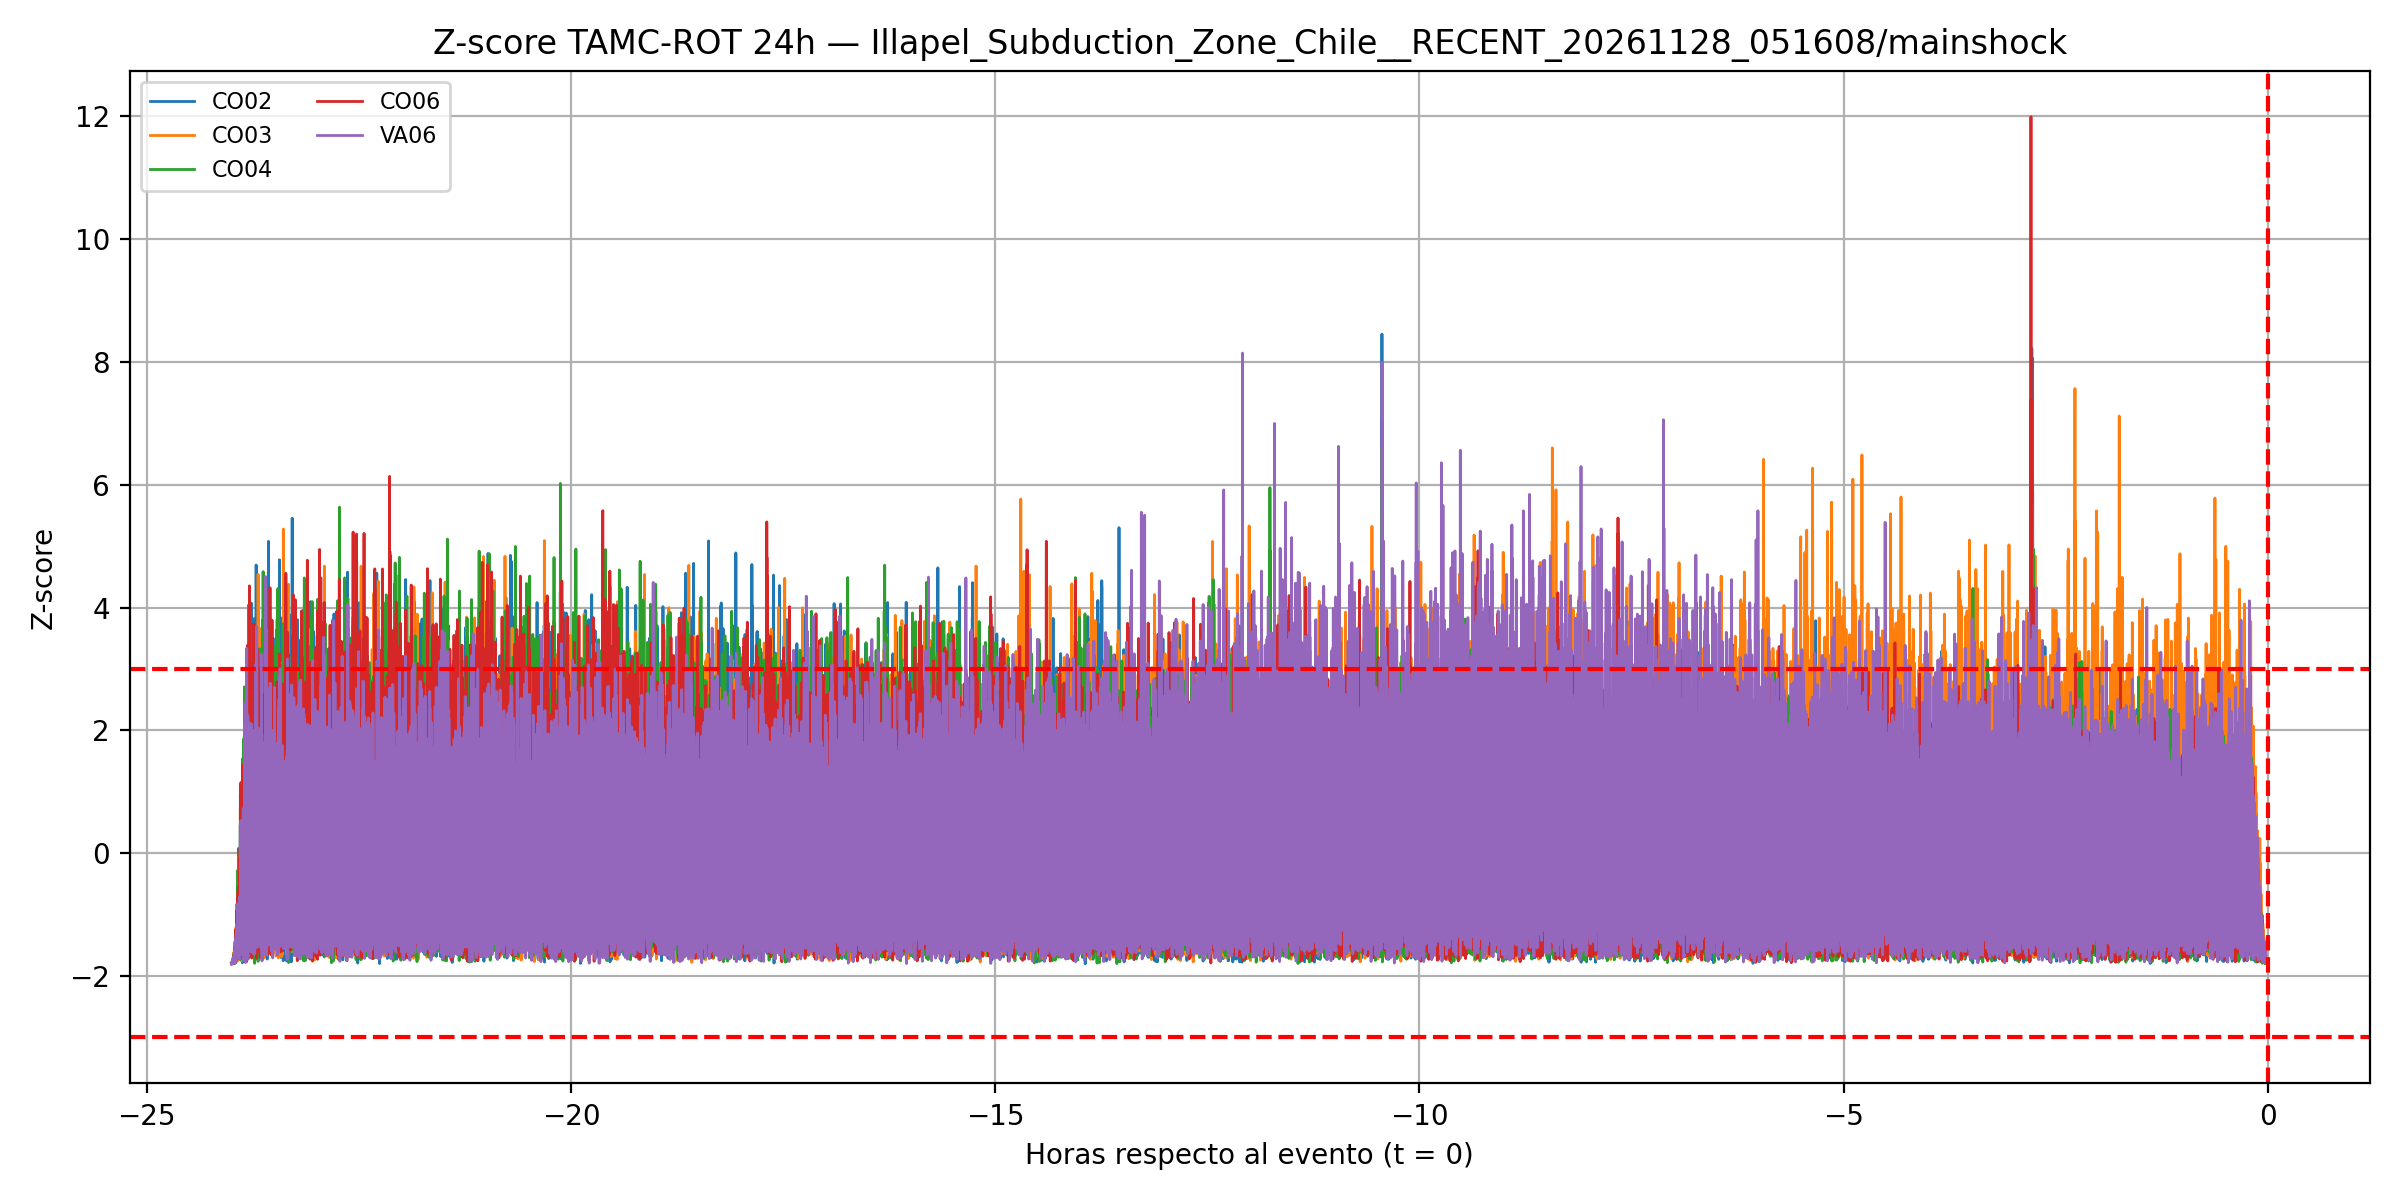 Z-score TAMC-ROT 24h — Illapel_Subduction_Zone_Chile__RECENT_20261128_051608/mainshock
CO02
CO03
CO04
CO06
VA06
12
10
8
6
4
2
0
−2
Z-score
−25
−20
−15
−10
−5
0
Horas respecto al evento (t = 0)